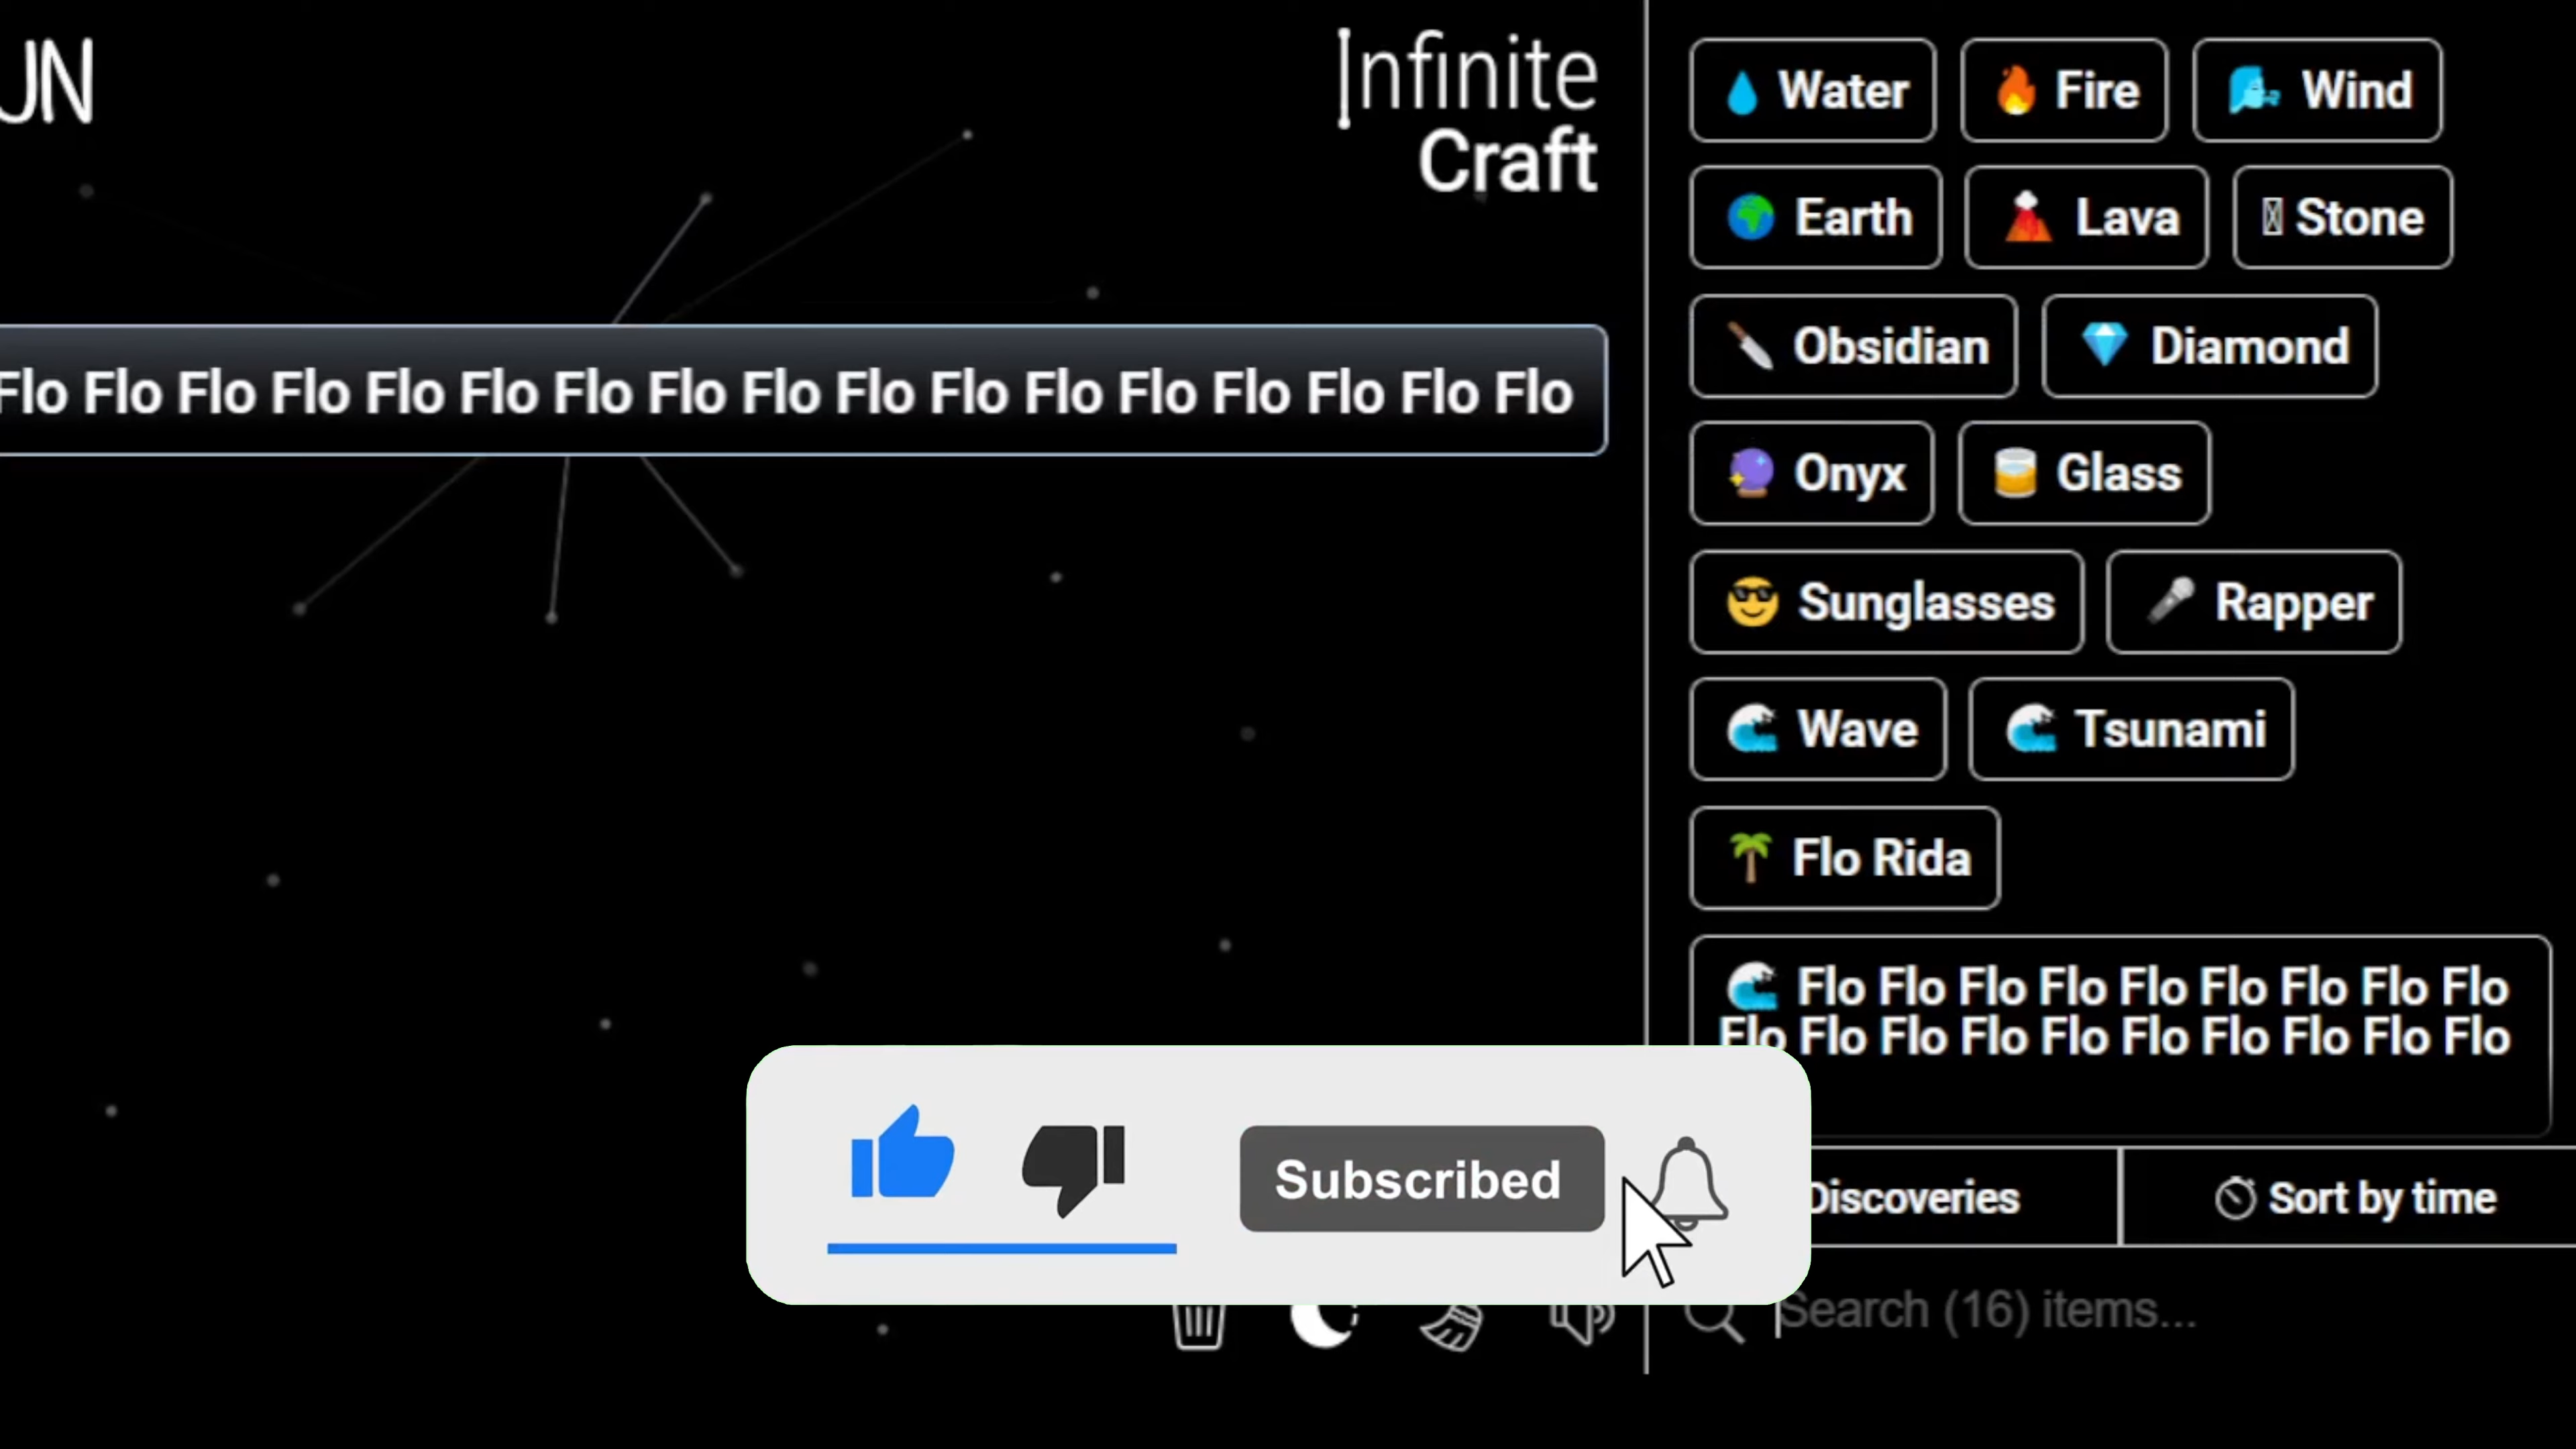 UN
Infinite
Craft
Flo Flo Flo Flo Flo Flo Flo Flo Flo Flo Flo Flo Flo Flo Flo Flo Flo
Water Fire Wind
Earth Lava Stone
Obsidian Diamond
Onyx Glass
Sunglasses Rapper
Wave Tsunami
Flo Rida
Flo Flo Flo Flo Flo Flo Flo Flo Flo
Flo Flo Flo Flo Flo Flo Flo Flo Flo Flo
Subscribed
Discoveries Sort by time
Search (16) items...